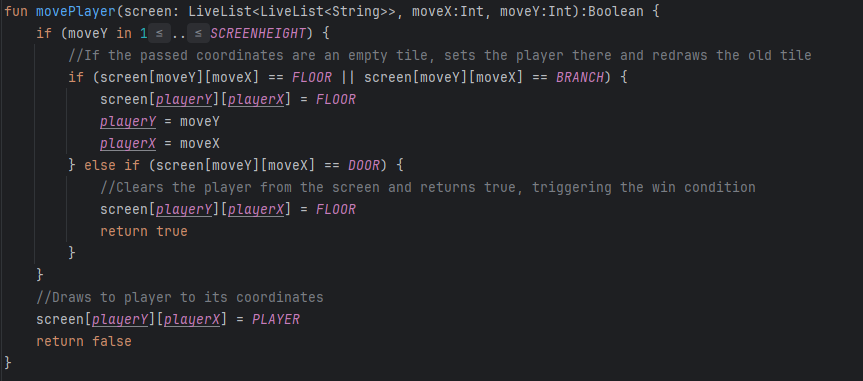 fun movePlayer(screen: LiveList<LiveList<String>>, moveX:Int, moveY:Int):Boolean {
    if (moveY in 1≤..≤SCREENHEIGHT) {
        //If the passed coordinates are an empty tile, sets the player there and redraws the old tile
        if (screen[moveY][moveX] == FLOOR || screen[moveY][moveX] == BRANCH) {
            screen[playerY][playerX] = FLOOR
            playerY = moveY
            playerX = moveX
        } else if (screen[moveY][moveX] == DOOR) {
            //Clears the player from the screen and returns true, triggering the win condition
            screen[playerY][playerX] = FLOOR
            return true
        }
    }
    //Draws to player to its coordinates
    screen[playerY][playerX] = PLAYER
    return false
}